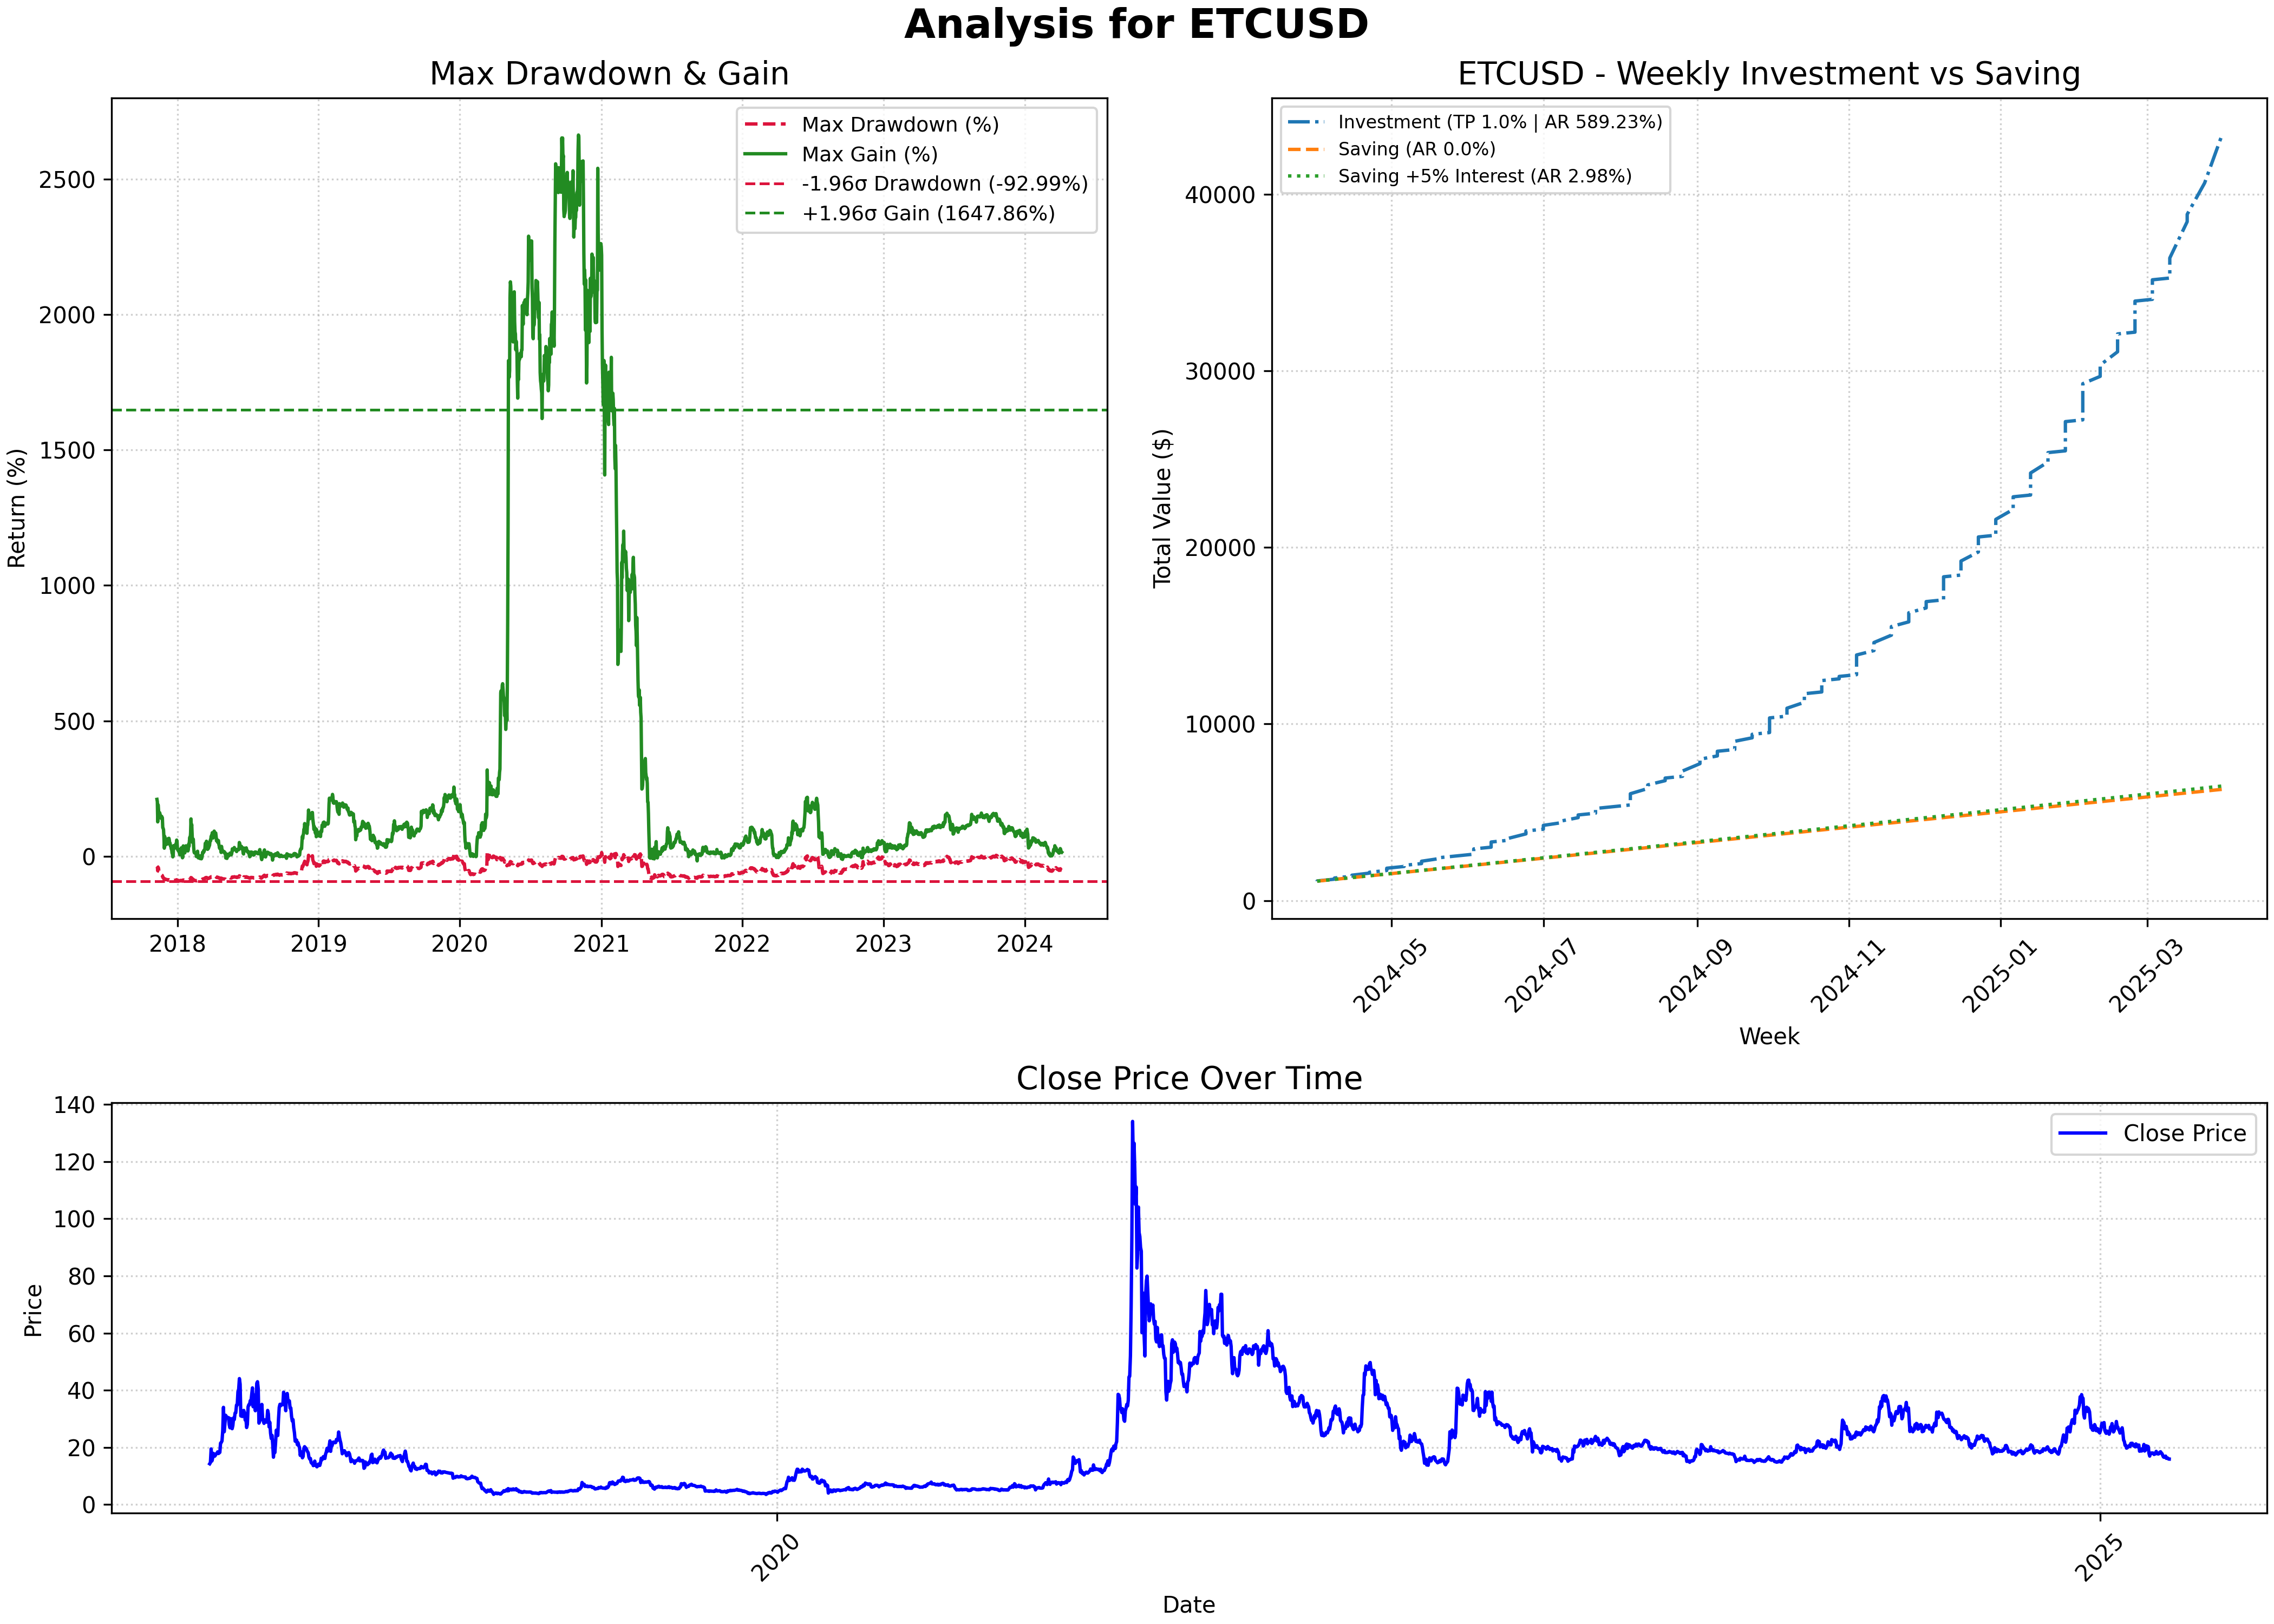 Analysis for ETCUSD
Max Drawdown & Gain
Return (%)
2500
2000
1500
1000
500
0
2018
2019
2020
2021
2022
2023
2024
Max Drawdown (%)
Max Gain (%)
-1.96σ Drawdown (-92.99%)
+1.96σ Gain (1647.86%)
ETCUSD - Weekly Investment vs Saving
Total Value ($)
40000
30000
20000
10000
0
2024-05
2024-07
2024-09
2024-11
2025-01
2025-03
Week
Investment (TP 1.0% | AR 589.23%)
Saving (AR 0.0%)
Saving +5% Interest (AR 2.98%)
Close Price Over Time
Price
140
120
100
80
60
40
20
0
2020
2025
Date
Close Price